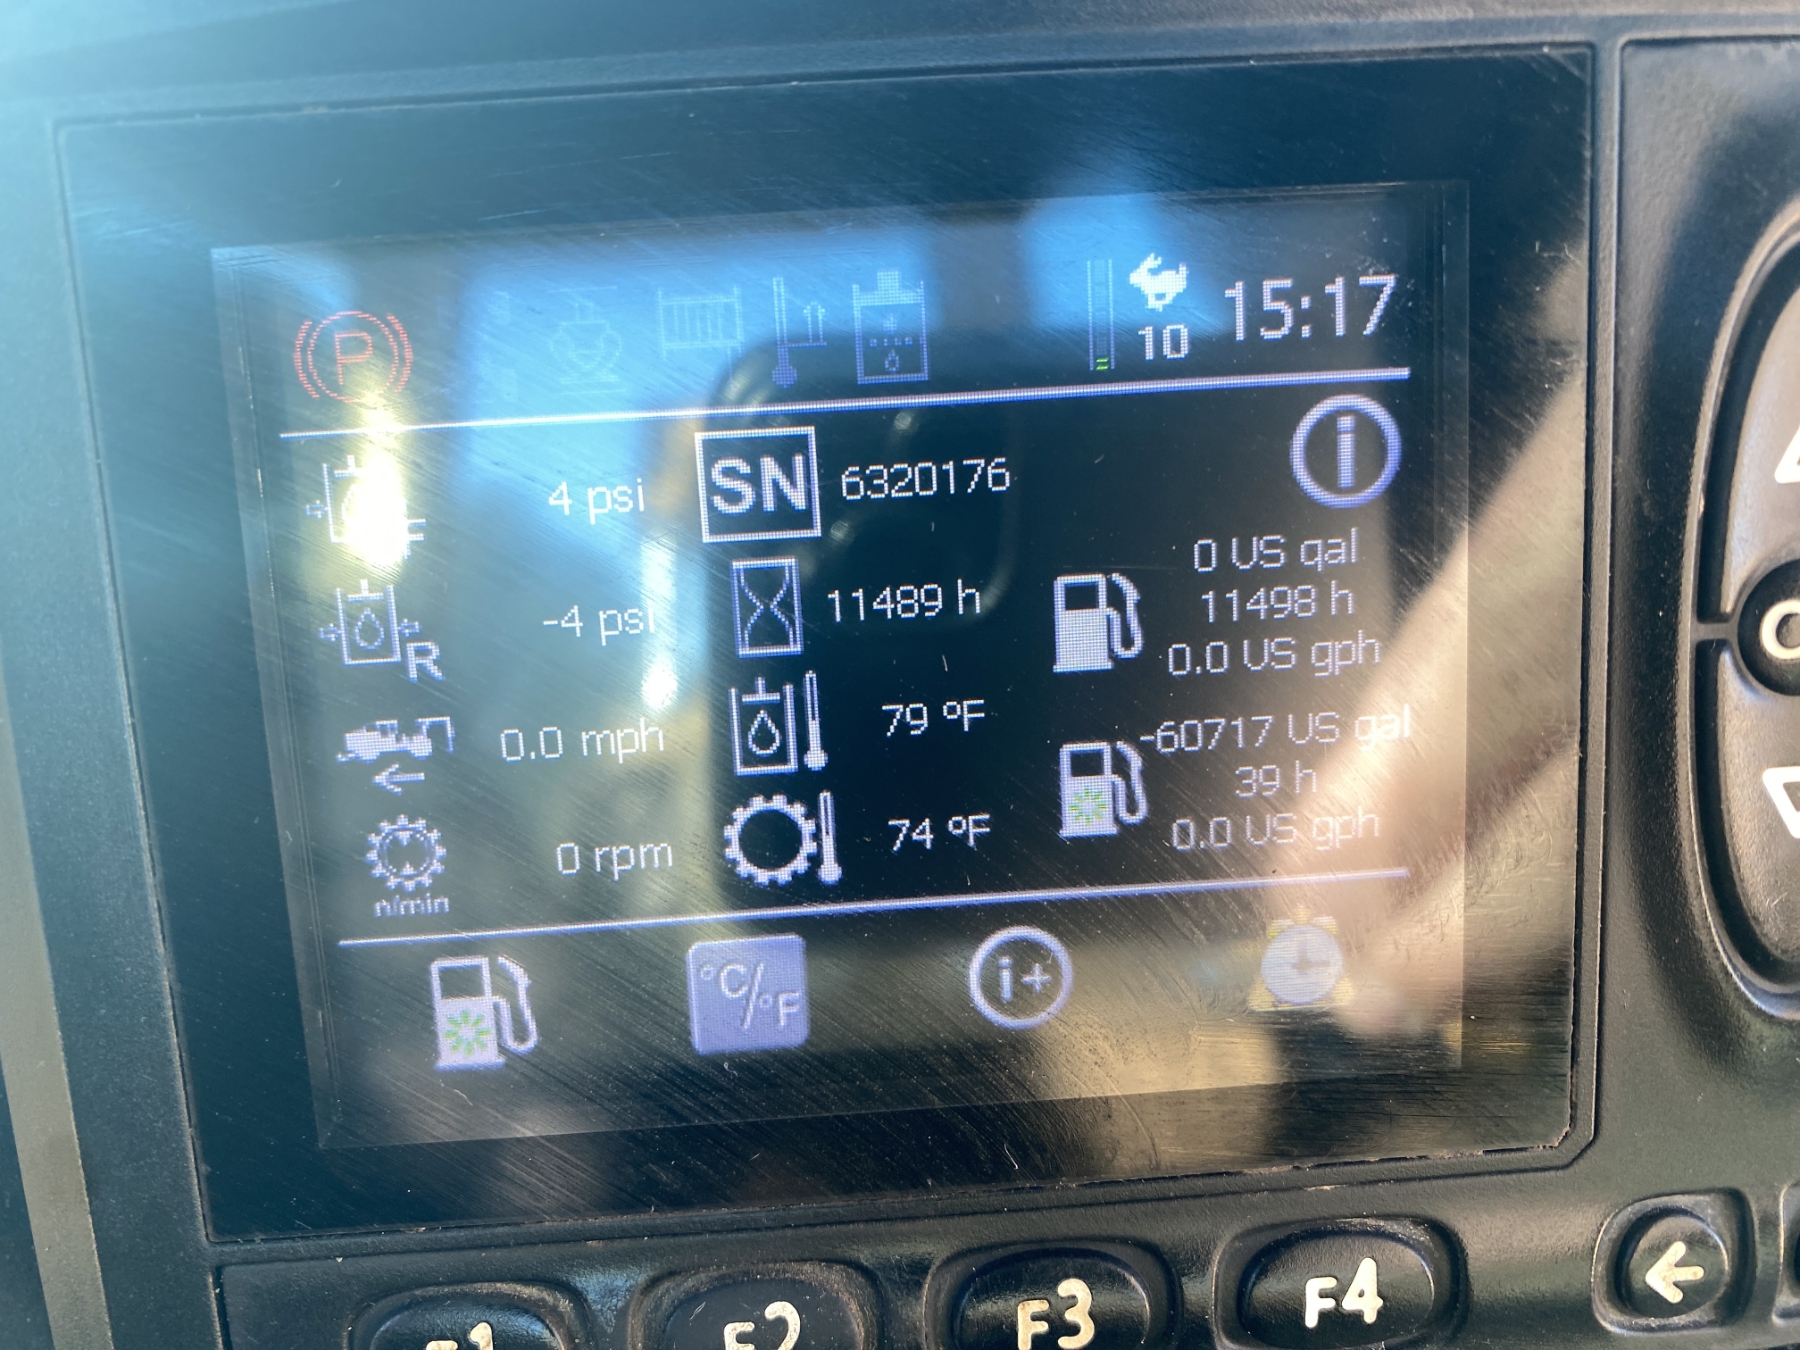 P
10
15:17
F
4 psi
SN
6320176
i
R
-4 psi
11489 h
0 US gal
11498 h
0.0 US gph
0.0 mph
79 °F
-60717 US gal
39 h
0.0 US gph
n/min
0 rpm
74 °F
°C/°F
i+
F1
F2
F3
F4